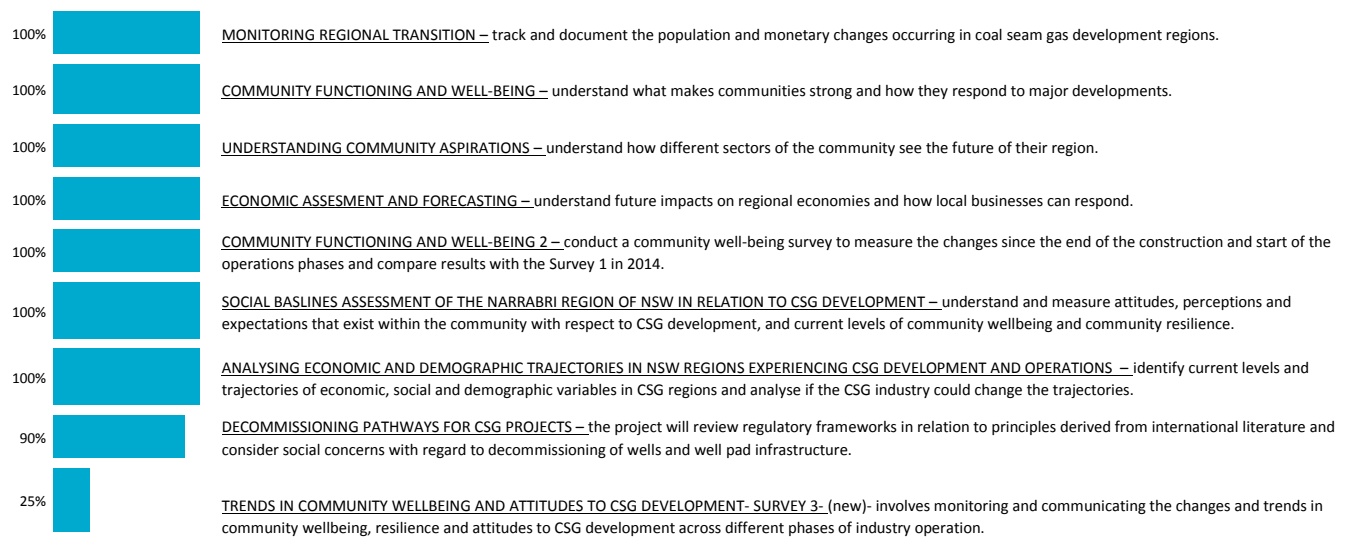 100% MONITORING REGIONAL TRANSITION – track and document the population and monetary changes occurring in coal seam gas development regions.
100% COMMUNITY FUNCTIONING AND WELL-BEING – understand what makes communities strong and how they respond to major developments.
100% UNDERSTANDING COMMUNITY ASPIRATIONS – understand how different sectors of the community see the future of their region.
100% ECONOMIC ASSESMENT AND FORECASTING – understand future impacts on regional economies and how local businesses can respond.
100% COMMUNITY FUNCTIONING AND WELL-BEING 2 – conduct a community well-being survey to measure the changes since the end of the construction and start of the
operations phases and compare results with the Survey 1 in 2014.
100% SOCIAL BASLINES ASSESSMENT OF THE NARRABRI REGION OF NSW IN RELATION TO CSG DEVELOPMENT – understand and measure attitudes, perceptions and
expectations that exist within the community with respect to CSG development, and current levels of community wellbeing and community resilience.
100% ANALYSING ECONOMIC AND DEMOGRAPHIC TRAJECTORIES IN NSW REGIONS EXPERIENCING CSG DEVELOPMENT AND OPERATIONS – identify current levels and
trajectories of economic, social and demographic variables in CSG regions and analyse if the CSG industry could change the trajectories.
90% DECOMMISSIONING PATHWAYS FOR CSG PROJECTS – the project will review regulatory frameworks in relation to principles derived from international literature and
consider social concerns with regard to decommissioning of wells and well pad infrastructure.
25% TRENDS IN COMMUNITY WELLBEING AND ATTITUDES TO CSG DEVELOPMENT- SURVEY 3- (new)- involves monitoring and communicating the changes and trends in
community wellbeing, resilience and attitudes to CSG development across different phases of industry operation.